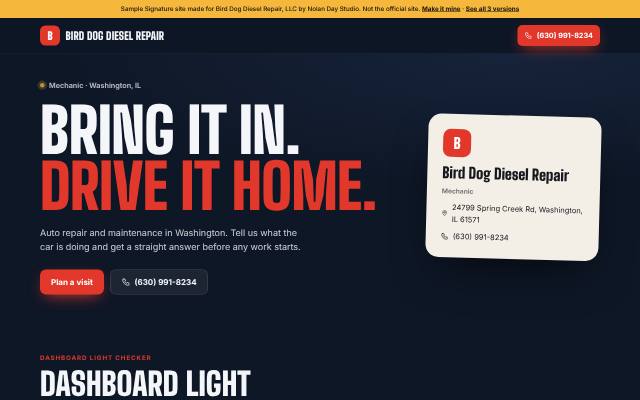 Sample Signature site made for Bird Dog Diesel Repair, LLC by Nolan Day Studio. Not the official site. Make it mine · See all 3 versions
B BIRD DOG DIESEL REPAIR
(630) 991-8234
Mechanic · Washington, IL
BRING IT IN.
DRIVE IT HOME.
Auto repair and maintenance in Washington. Tell us what the
car is doing and get a straight answer before any work starts.
Plan a visit
(630) 991-8234
B
Bird Dog Diesel Repair
Mechanic
24799 Spring Creek Rd, Washington,
IL 61571
(630) 991-8234
DASHBOARD LIGHT CHECKER
DASHBOARD LIGHT